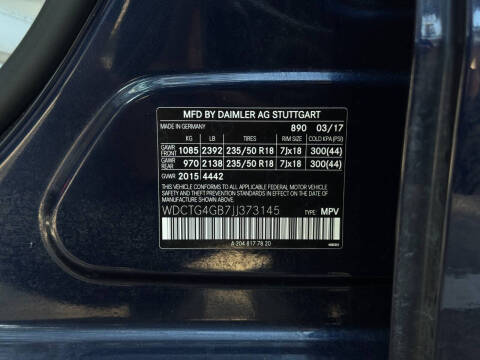 MFD BY DAIMLER AG STUTTGART
MADE IN GERMANY 890 03/17
KG LB TIRES RIM SIZE COLD KPA (PSI)
GAWR FRONT 1085 2392 235/50 R18 7Jx18 300(44)
GAWR REAR 970 2138 235/50 R18 7Jx18 300(44)
GVWR 2015 4442
THIS VEHICLE CONFORMS TO ALL APPLICABLE FEDERAL MOTOR
VEHICLE SAFETY AND THEFT PREVENTION STANDARDS IN EFFECT
ON THE DATE OF MANUFACTURE SHOWN ABOVE.
WDCTG4GB7JJ373145 TYPE: MPV
A 204 817 78 20